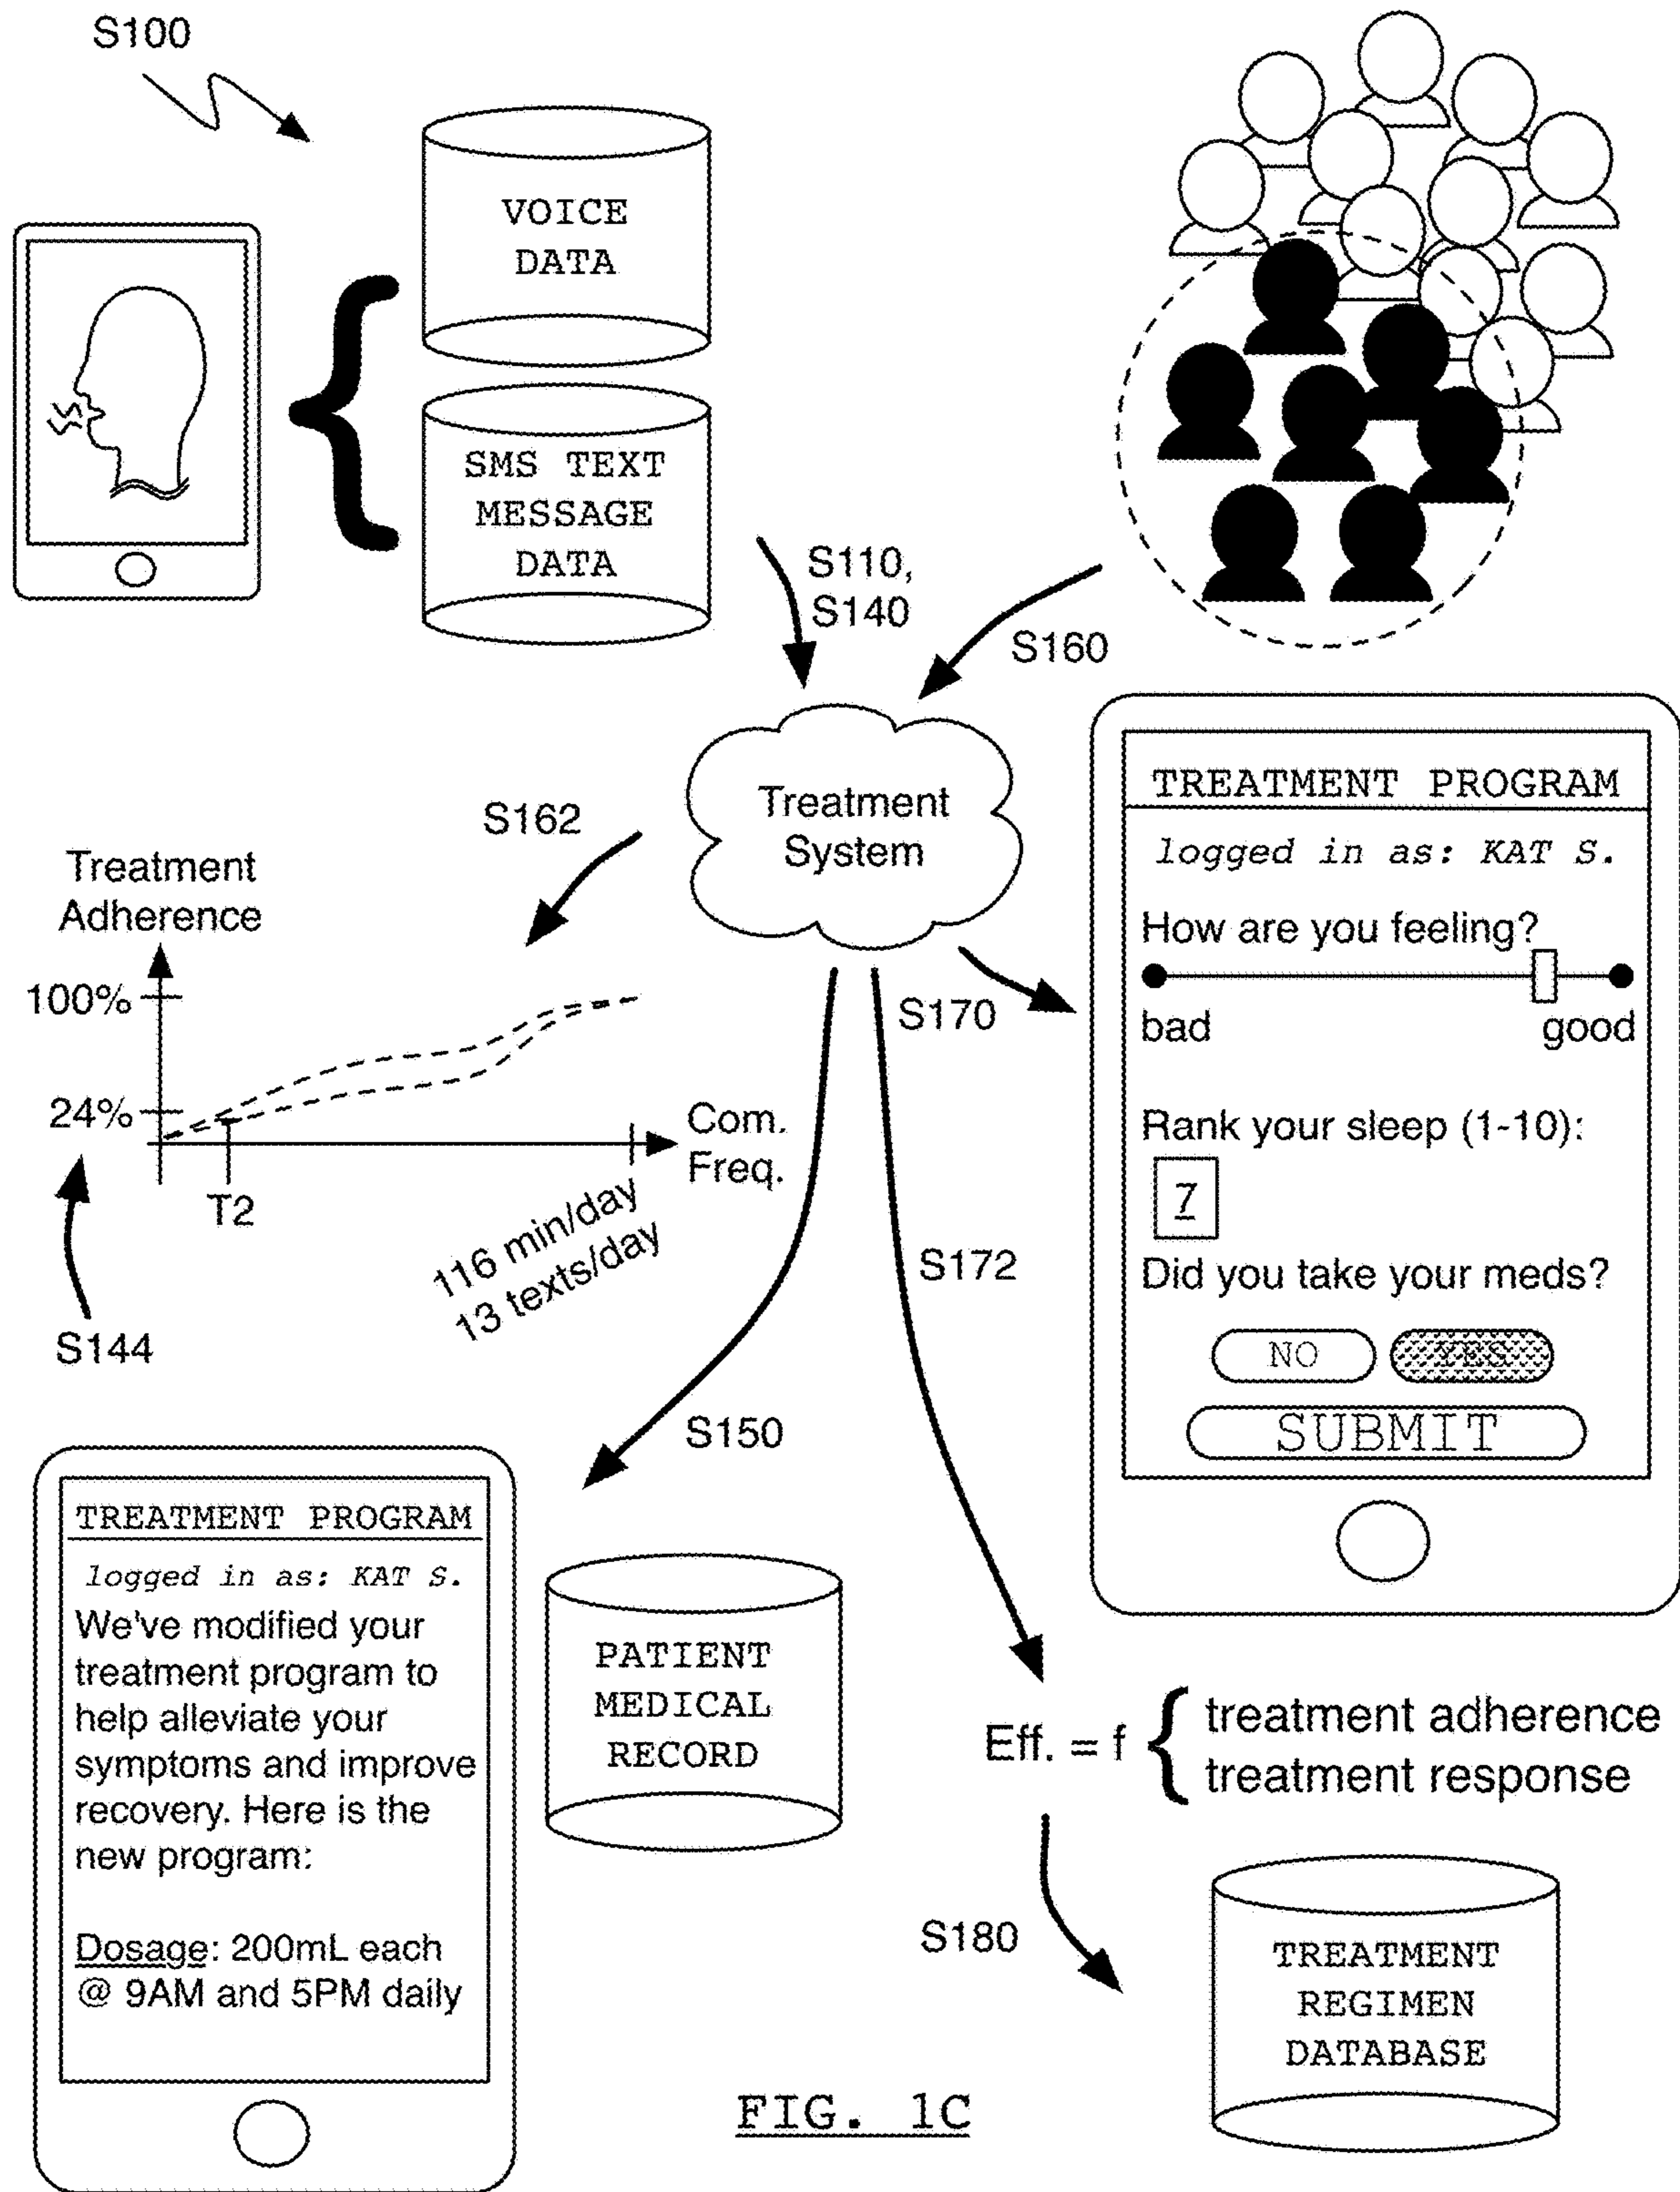 S100
VOICE
DATA
SMS TEXT
MESSAGE
DATA
S110,
S140
S160
Treatment
System
S162
Treatment
Adherence
100%
24%
T2
Com.
Freq.
116 min/day
13 texts/day
S144
S170
S172
S150
TREATMENT PROGRAM
logged in as: KAT S.
How are you feeling?
bad good
Rank your sleep (1-10):
7
Did you take your meds?
NO YES
SUBMIT
TREATMENT PROGRAM
logged in as: KAT S.
We've modified your
treatment program to
help alleviate your
symptoms and improve
recovery. Here is the
new program:
Dosage: 200mL each
@ 9AM and 5PM daily
PATIENT
MEDICAL
RECORD
Eff. = f { treatment adherence
treatment response
S180
TREATMENT
REGIMEN
DATABASE
FIG. 1C